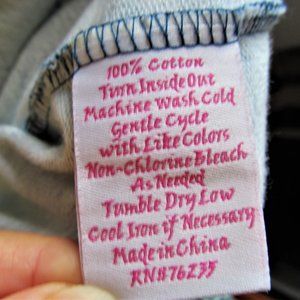 100% Cotton
Turn Inside Out
Machine Wash Cold
Gentle Cycle
with Like Colors
Non-Chlorine Bleach
As Needed
Tumble Dry Low
Cool Iron if Necessary
Made in China
RN#76235